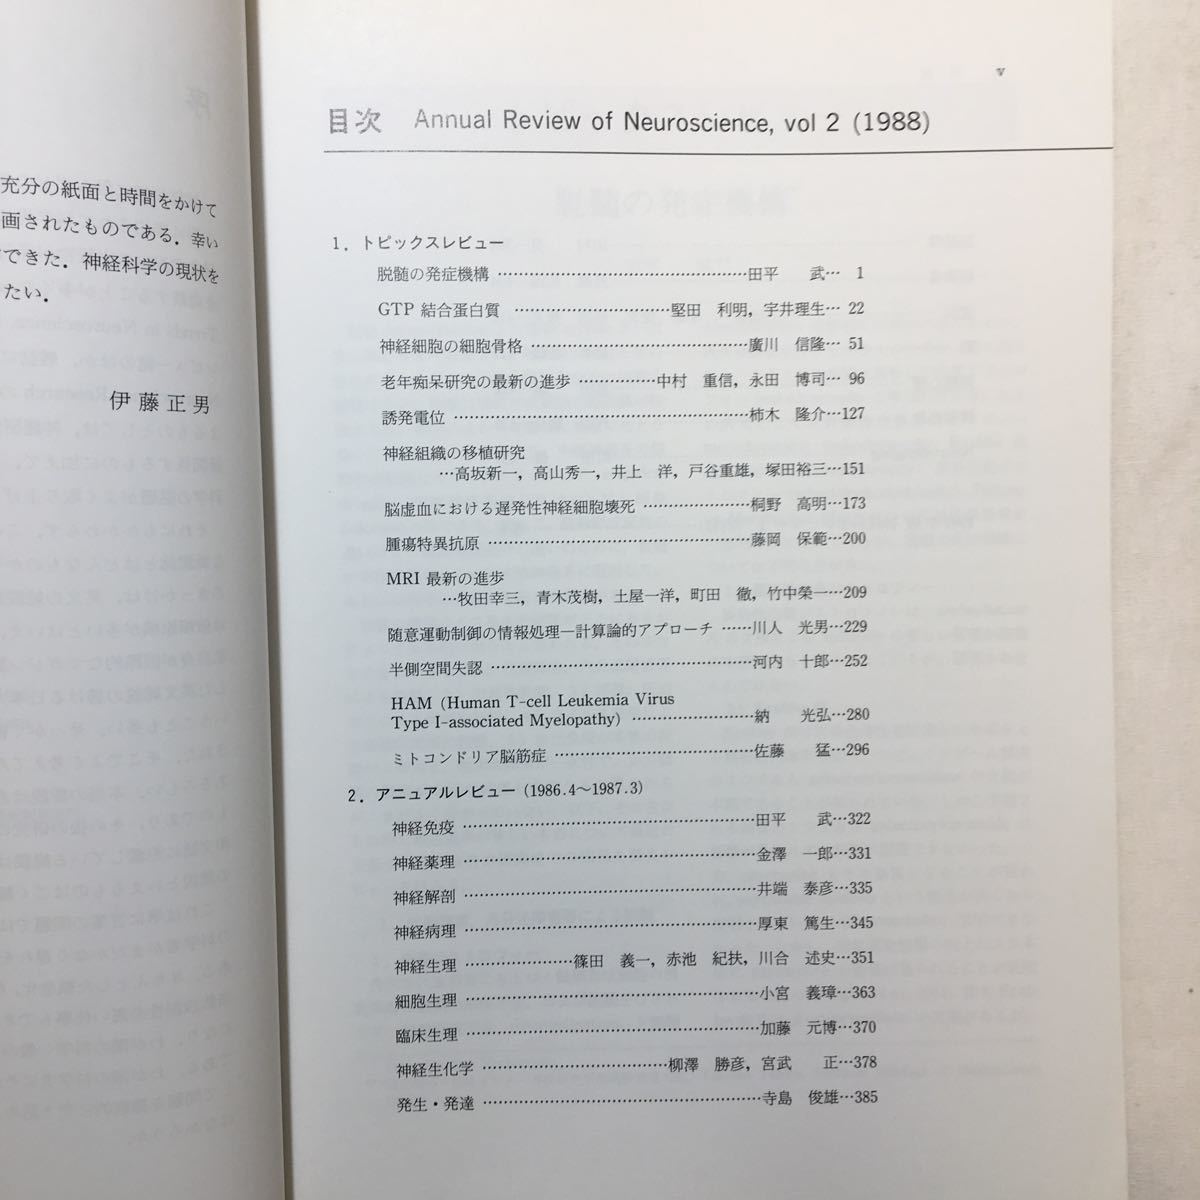 充分の紙面と時間をかけて
画されたものである．幸い
できた．神経科学の現状を
たい．
伊藤正男
v
目次 Annual Review of Neuroscience, vol 2 (1988)
1．トピックスレビュー
脱髄の発症機構……………………………………田平　武… 1
GTP 結合蛋白質 …………………………堅田　利明，宇井理生… 22
神経細胞の細胞骨格……………………………………廣川　信隆… 51
老年痴呆研究の最新の進歩……………中村　重信，永田　博司… 96
誘発電位………………………………………………柿木　隆介…127
神経組織の移植研究
…高坂新一，高山秀一，井上　洋，戸谷重雄，塚田裕三…151
脳虚血における遅発性神経細胞壊死…………………桐野　高明…173
腫瘍特異抗原…………………………………………藤岡　保範…200
MRI 最新の進歩
…牧田幸三，青木茂樹，土屋一洋，町田　徹，竹中榮一…209
随意運動制御の情報処理―計算論的アプローチ……川人　光男…229
半側空間失認…………………………………………河内　十郎…252
HAM (Human T-cell Leukemia Virus
Type I-associated Myelopathy) ……………………納　光弘…280
ミトコンドリア脳筋症………………………………佐藤　猛…296
2．アニュアルレビュー (1986.4～1987.3)
神経免疫………………………………………………田平　武…322
神経薬理………………………………………………金澤　一郎…331
神経解剖………………………………………………井端　泰彦…335
神経病理………………………………………………厚東　篤生…345
神経生理…………………篠田　義一，赤池　紀扶，川合　述史…351
細胞生理………………………………………………小宮　義璋…363
臨床生理………………………………………………加藤　元博…370
神経生化学……………………………柳澤　勝彦，宮武　正…378
発生・発達……………………………………………寺島　俊雄…385